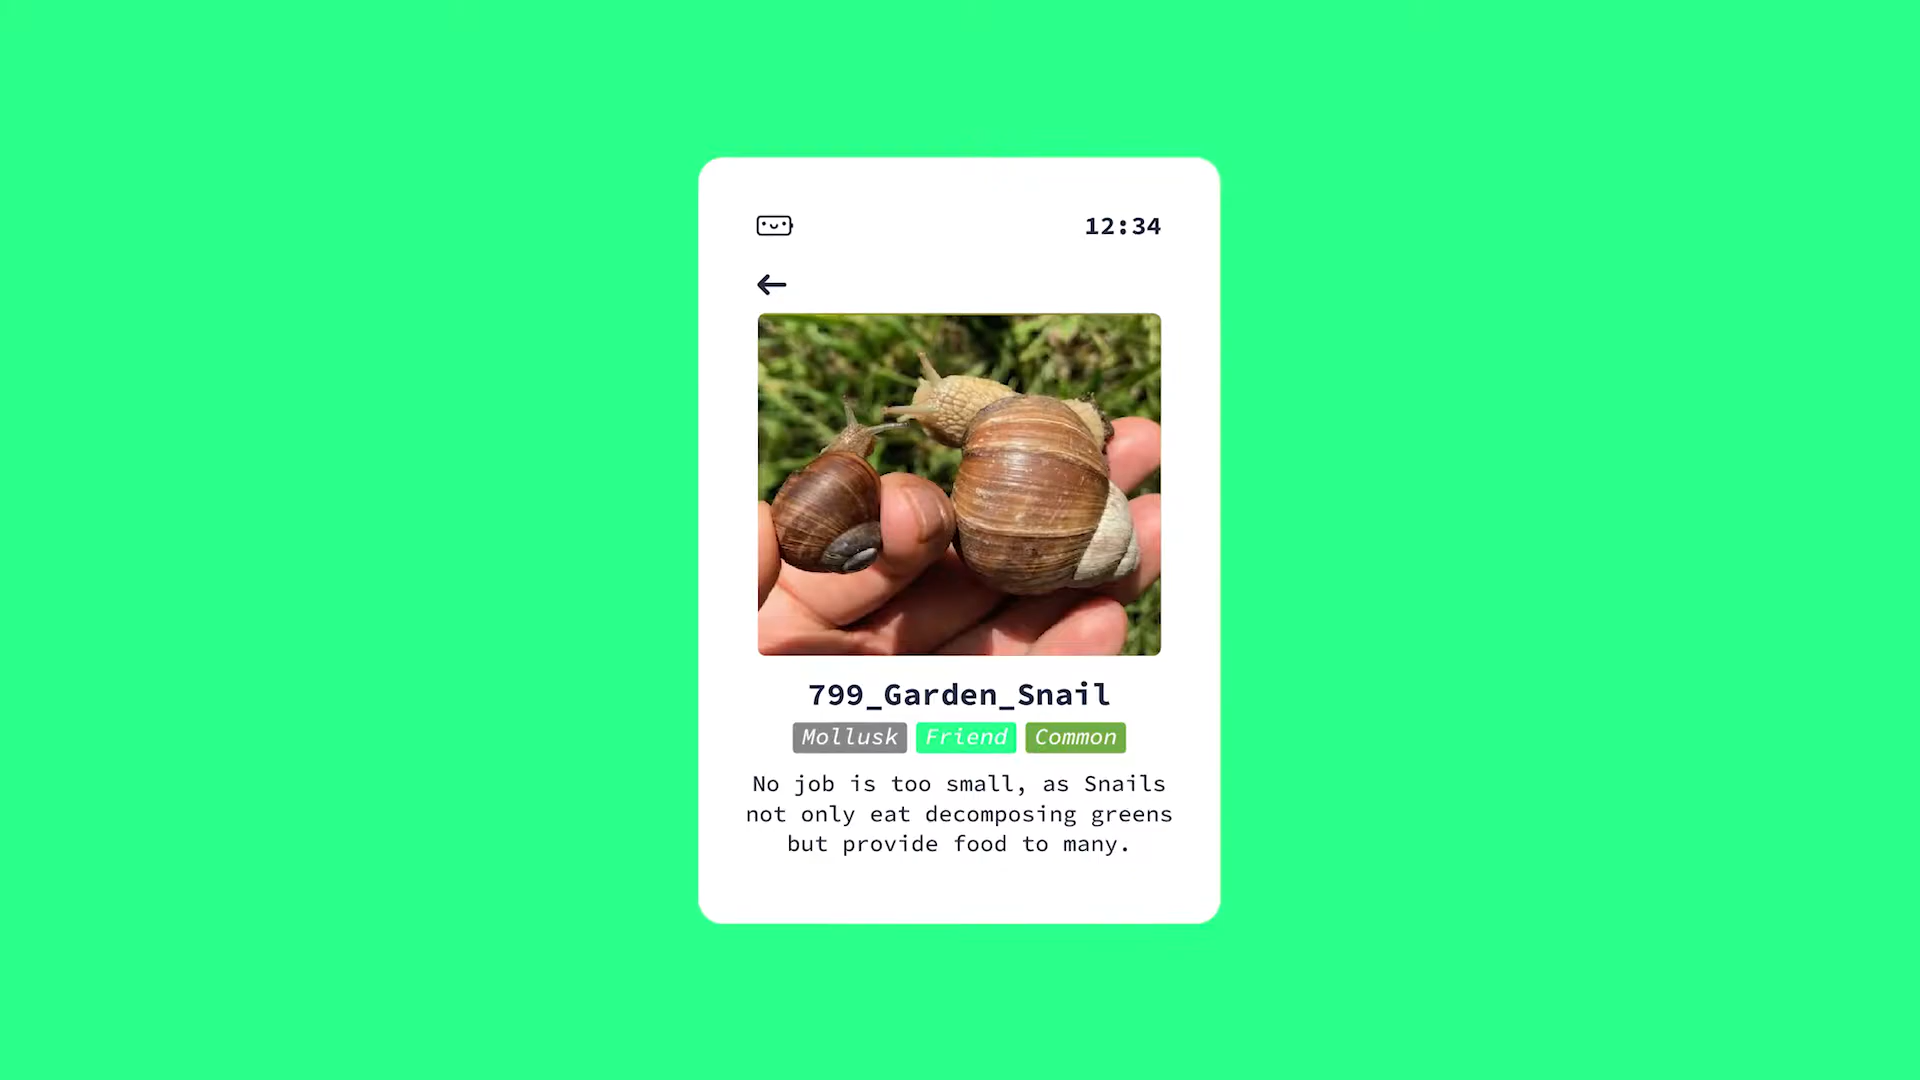 12:34
799_Garden_Snail
Mollusk Friend Common
No job is too small, as Snails
not only eat decomposing greens
but provide food to many.